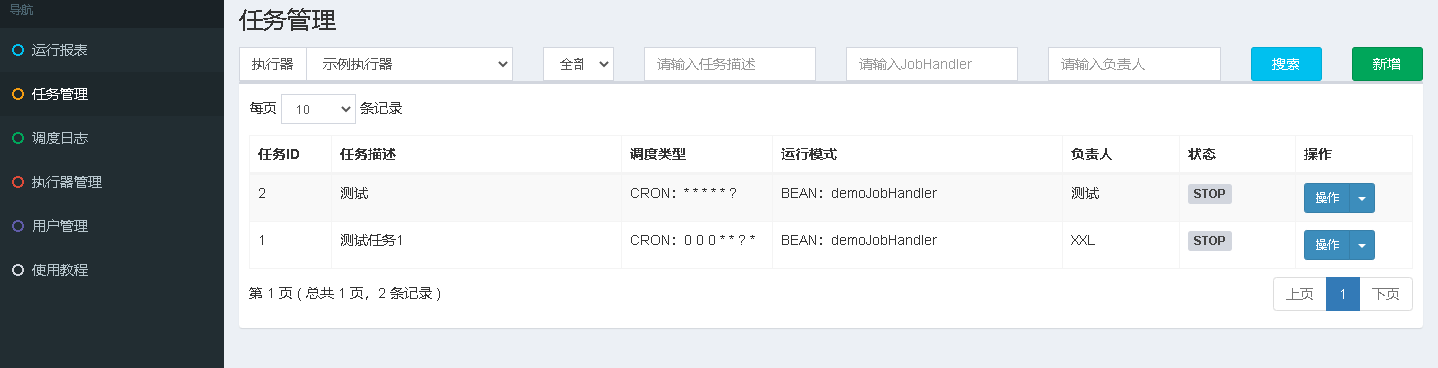 导航
运行报表
任务管理
调度日志
执行器管理
用户管理
使用教程
任务管理
执行器 示例执行器 全部 请输入任务描述 请输入JobHandler 请输入负责人 搜索 新增
每页 10 条记录
任务ID 任务描述 调度类型 运行模式 负责人 状态 操作
2 测试 CRON：* * * * * ? BEAN：demoJobHandler 测试 STOP 操作
1 测试任务1 CRON：0 0 0 * * ? * BEAN：demoJobHandler XXL STOP 操作
第 1 页 ( 总共 1 页，2 条记录 ) 上页 1 下页